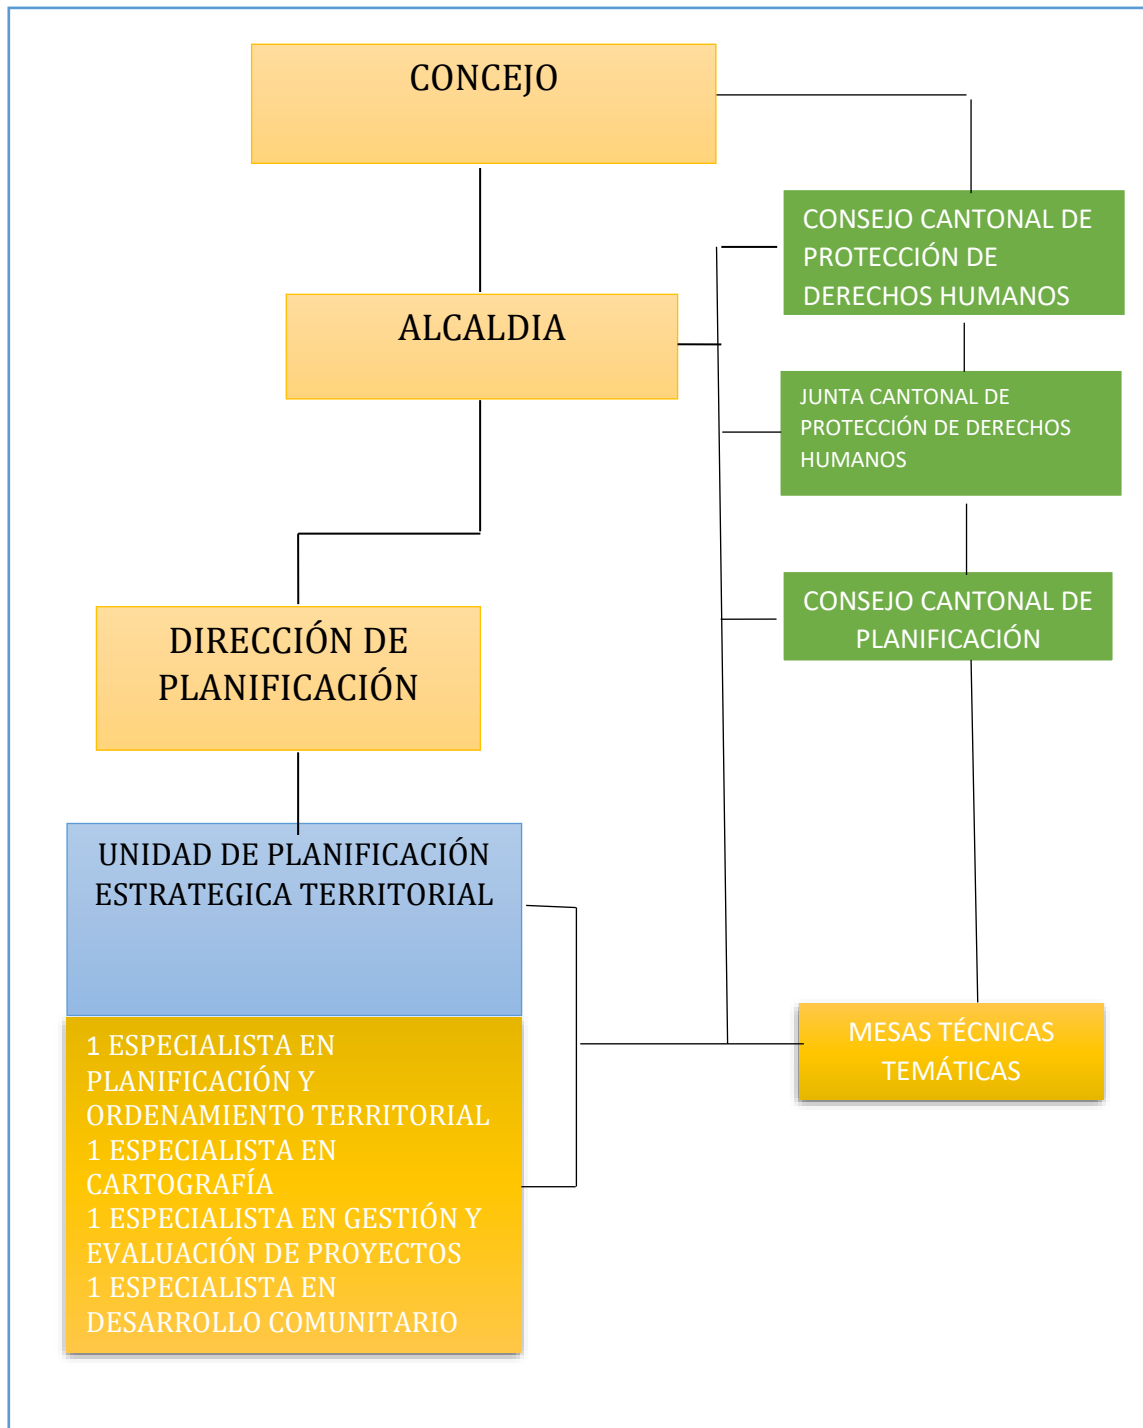 CONCEJO
CONSEJO CANTONAL DE
PROTECCIÓN DE
DERECHOS HUMANOS
ALCALDIA
JUNTA CANTONAL DE
PROTECCIÓN DE DERECHOS
HUMANOS
CONSEJO CANTONAL DE
PLANIFICACIÓN
DIRECCIÓN DE
PLANIFICACIÓN
UNIDAD DE PLANIFICACIÓN
ESTRATEGICA TERRITORIAL
1 ESPECIALISTA EN
PLANIFICACIÓN Y
ORDENAMIENTO TERRITORIAL
1 ESPECIALISTA EN
CARTOGRAFÍA
1 ESPECIALISTA EN GESTIÓN Y
EVALUACIÓN DE PROYECTOS
1 ESPECIALISTA EN
DESARROLLO COMUNITARIO
MESAS TÉCNICAS
TEMÁTICAS